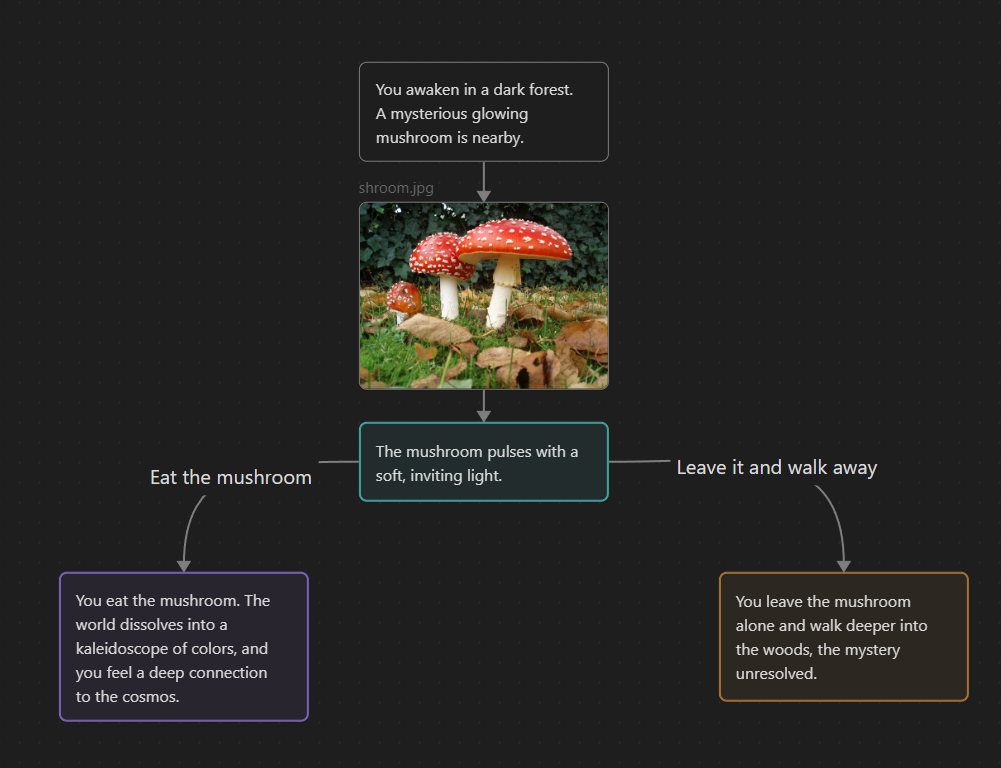 You awaken in a dark forest.
A mysterious glowing
mushroom is nearby.
shroom.jpg
The mushroom pulses with a
soft, inviting light.
Eat the mushroom
Leave it and walk away
You eat the mushroom. The
world dissolves into a
kaleidoscope of colors, and
you feel a deep connection
to the cosmos.
You leave the mushroom
alone and walk deeper into
the woods, the mystery
unresolved.